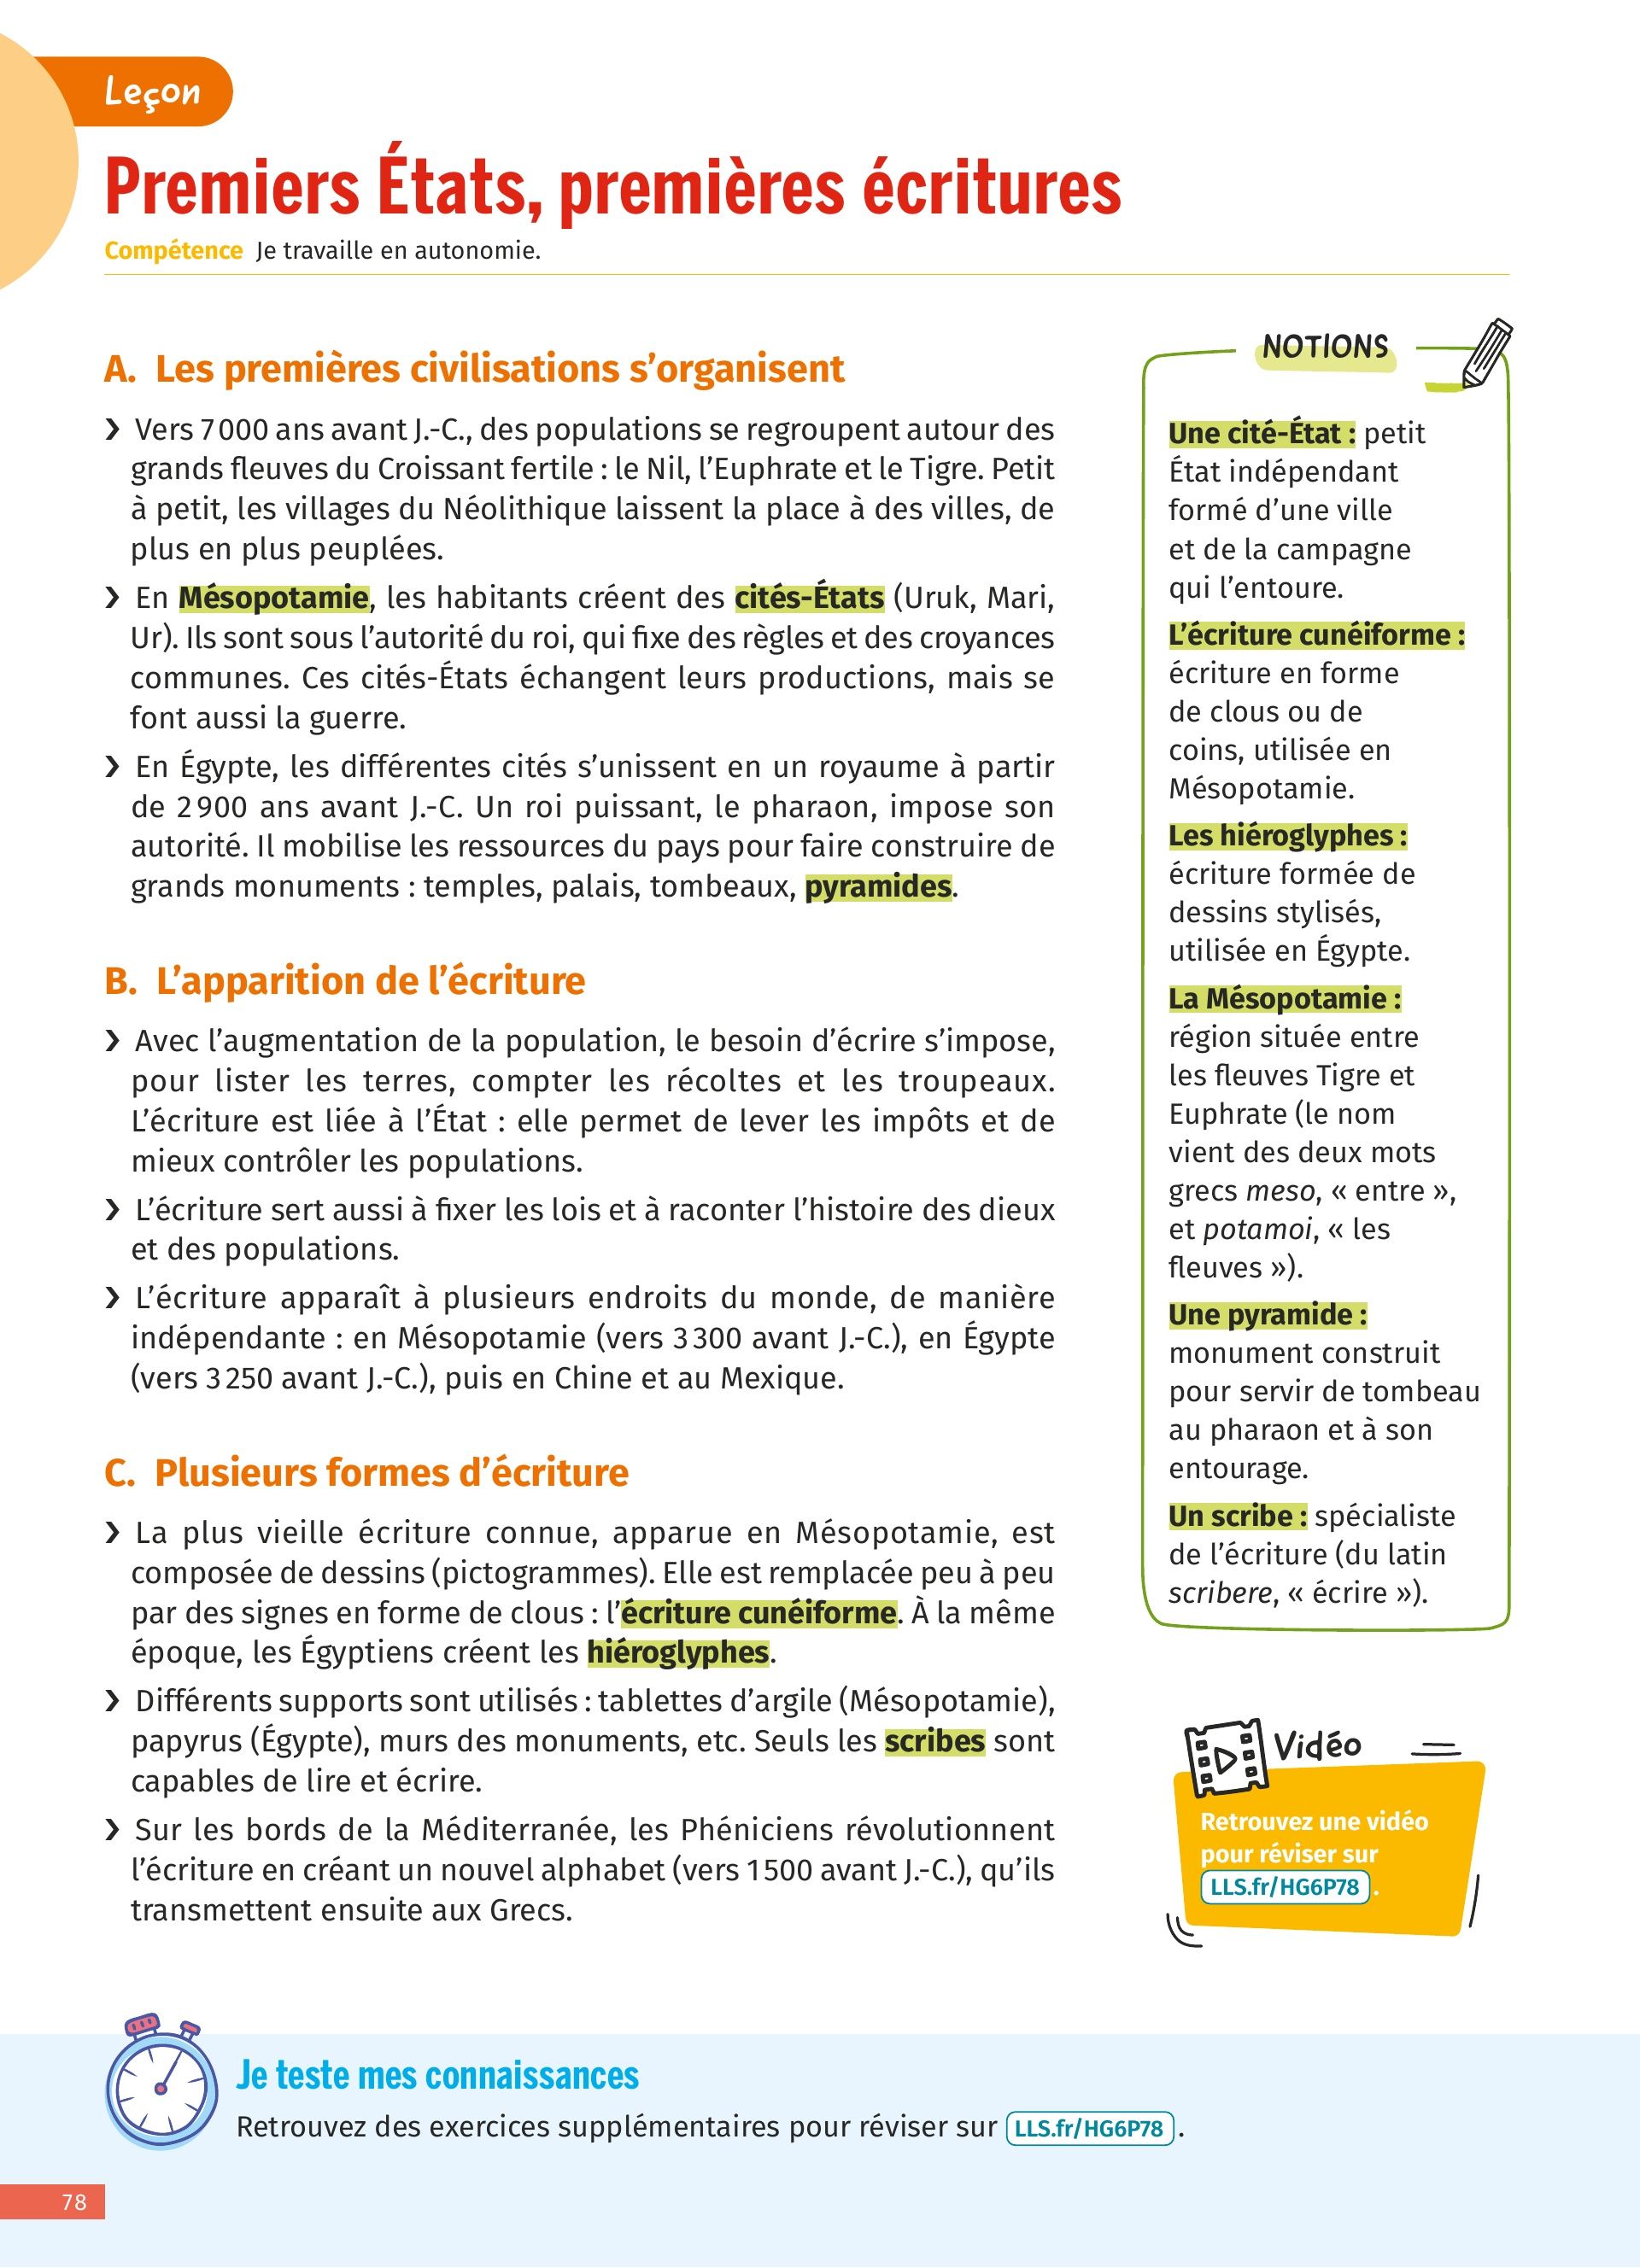 Leçon
Premiers États, premières écritures
Compétence Je travaille en autonomie.
A. Les premières civilisations s’organisent
❯ Vers 7 000 ans avant J.-C., des populations se regroupent autour des
grands fleuves du Croissant fertile : le Nil, l’Euphrate et le Tigre. Petit
à petit, les villages du Néolithique laissent la place à des villes, de
plus en plus peuplées.
❯ En Mésopotamie, les habitants créent des cités-États (Uruk, Mari,
Ur). Ils sont sous l’autorité du roi, qui fixe des règles et des croyances
communes. Ces cités-États échangent leurs productions, mais se
font aussi la guerre.
❯ En Égypte, les différentes cités s’unissent en un royaume à partir
de 2 900 ans avant J.-C. Un roi puissant, le pharaon, impose son
autorité. Il mobilise les ressources du pays pour faire construire de
grands monuments : temples, palais, tombeaux, pyramides.
B. L’apparition de l’écriture
❯ Avec l’augmentation de la population, le besoin d’écrire s’impose,
pour lister les terres, compter les récoltes et les troupeaux.
L’écriture est liée à l’État : elle permet de lever les impôts et de
mieux contrôler les populations.
❯ L’écriture sert aussi à fixer les lois et à raconter l’histoire des dieux
et des populations.
❯ L’écriture apparaît à plusieurs endroits du monde, de manière
indépendante : en Mésopotamie (vers 3 300 avant J.-C.), en Égypte
(vers 3 250 avant J.-C.), puis en Chine et au Mexique.
C. Plusieurs formes d’écriture
❯ La plus vieille écriture connue, apparue en Mésopotamie, est
composée de dessins (pictogrammes). Elle est remplacée peu à peu
par des signes en forme de clous : l’écriture cunéiforme. À la même
époque, les Égyptiens créent les hiéroglyphes.
❯ Différents supports sont utilisés : tablettes d’argile (Mésopotamie),
papyrus (Égypte), murs des monuments, etc. Seuls les scribes sont
capables de lire et écrire.
❯ Sur les bords de la Méditerranée, les Phéniciens révolutionnent
l’écriture en créant un nouvel alphabet (vers 1 500 avant J.-C.), qu’ils
transmettent ensuite aux Grecs.
NOTIONS
Une cité-État : petit
État indépendant
formé d’une ville
et de la campagne
qui l’entoure.
L’écriture cunéiforme :
écriture en forme
de clous ou de
coins, utilisée en
Mésopotamie.
Les hiéroglyphes :
écriture formée de
dessins stylisés,
utilisée en Égypte.
La Mésopotamie :
région située entre
les fleuves Tigre et
Euphrate (le nom
vient des deux mots
grecs meso, « entre »,
et potamoi, « les
fleuves »).
Une pyramide :
monument construit
pour servir de tombeau
au pharaon et à son
entourage.
Un scribe : spécialiste
de l’écriture (du latin
scribere, « écrire »).
Vidéo
Retrouvez une vidéo
pour réviser sur
LLS.fr/HG6P78 .
Je teste mes connaissances
Retrouvez des exercices supplémentaires pour réviser sur LLS.fr/HG6P78 .
78